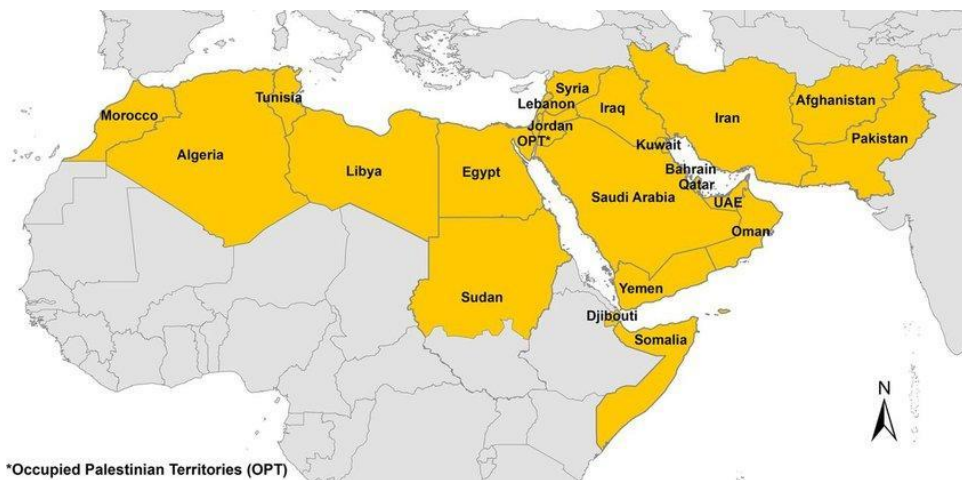 Syria
Afghanistan
Lebanon
Iraq
Iran
Tunisia
Morocco
Jordan
OPT*
Pakistan
Kuwait
Algeria
Libya
Egypt
Bahrain
Qatar
Saudi Arabia
UAE
Oman
Yemen
Sudan
Djibouti
Somalia
N
*Occupied Palestinian Territories (OPT)